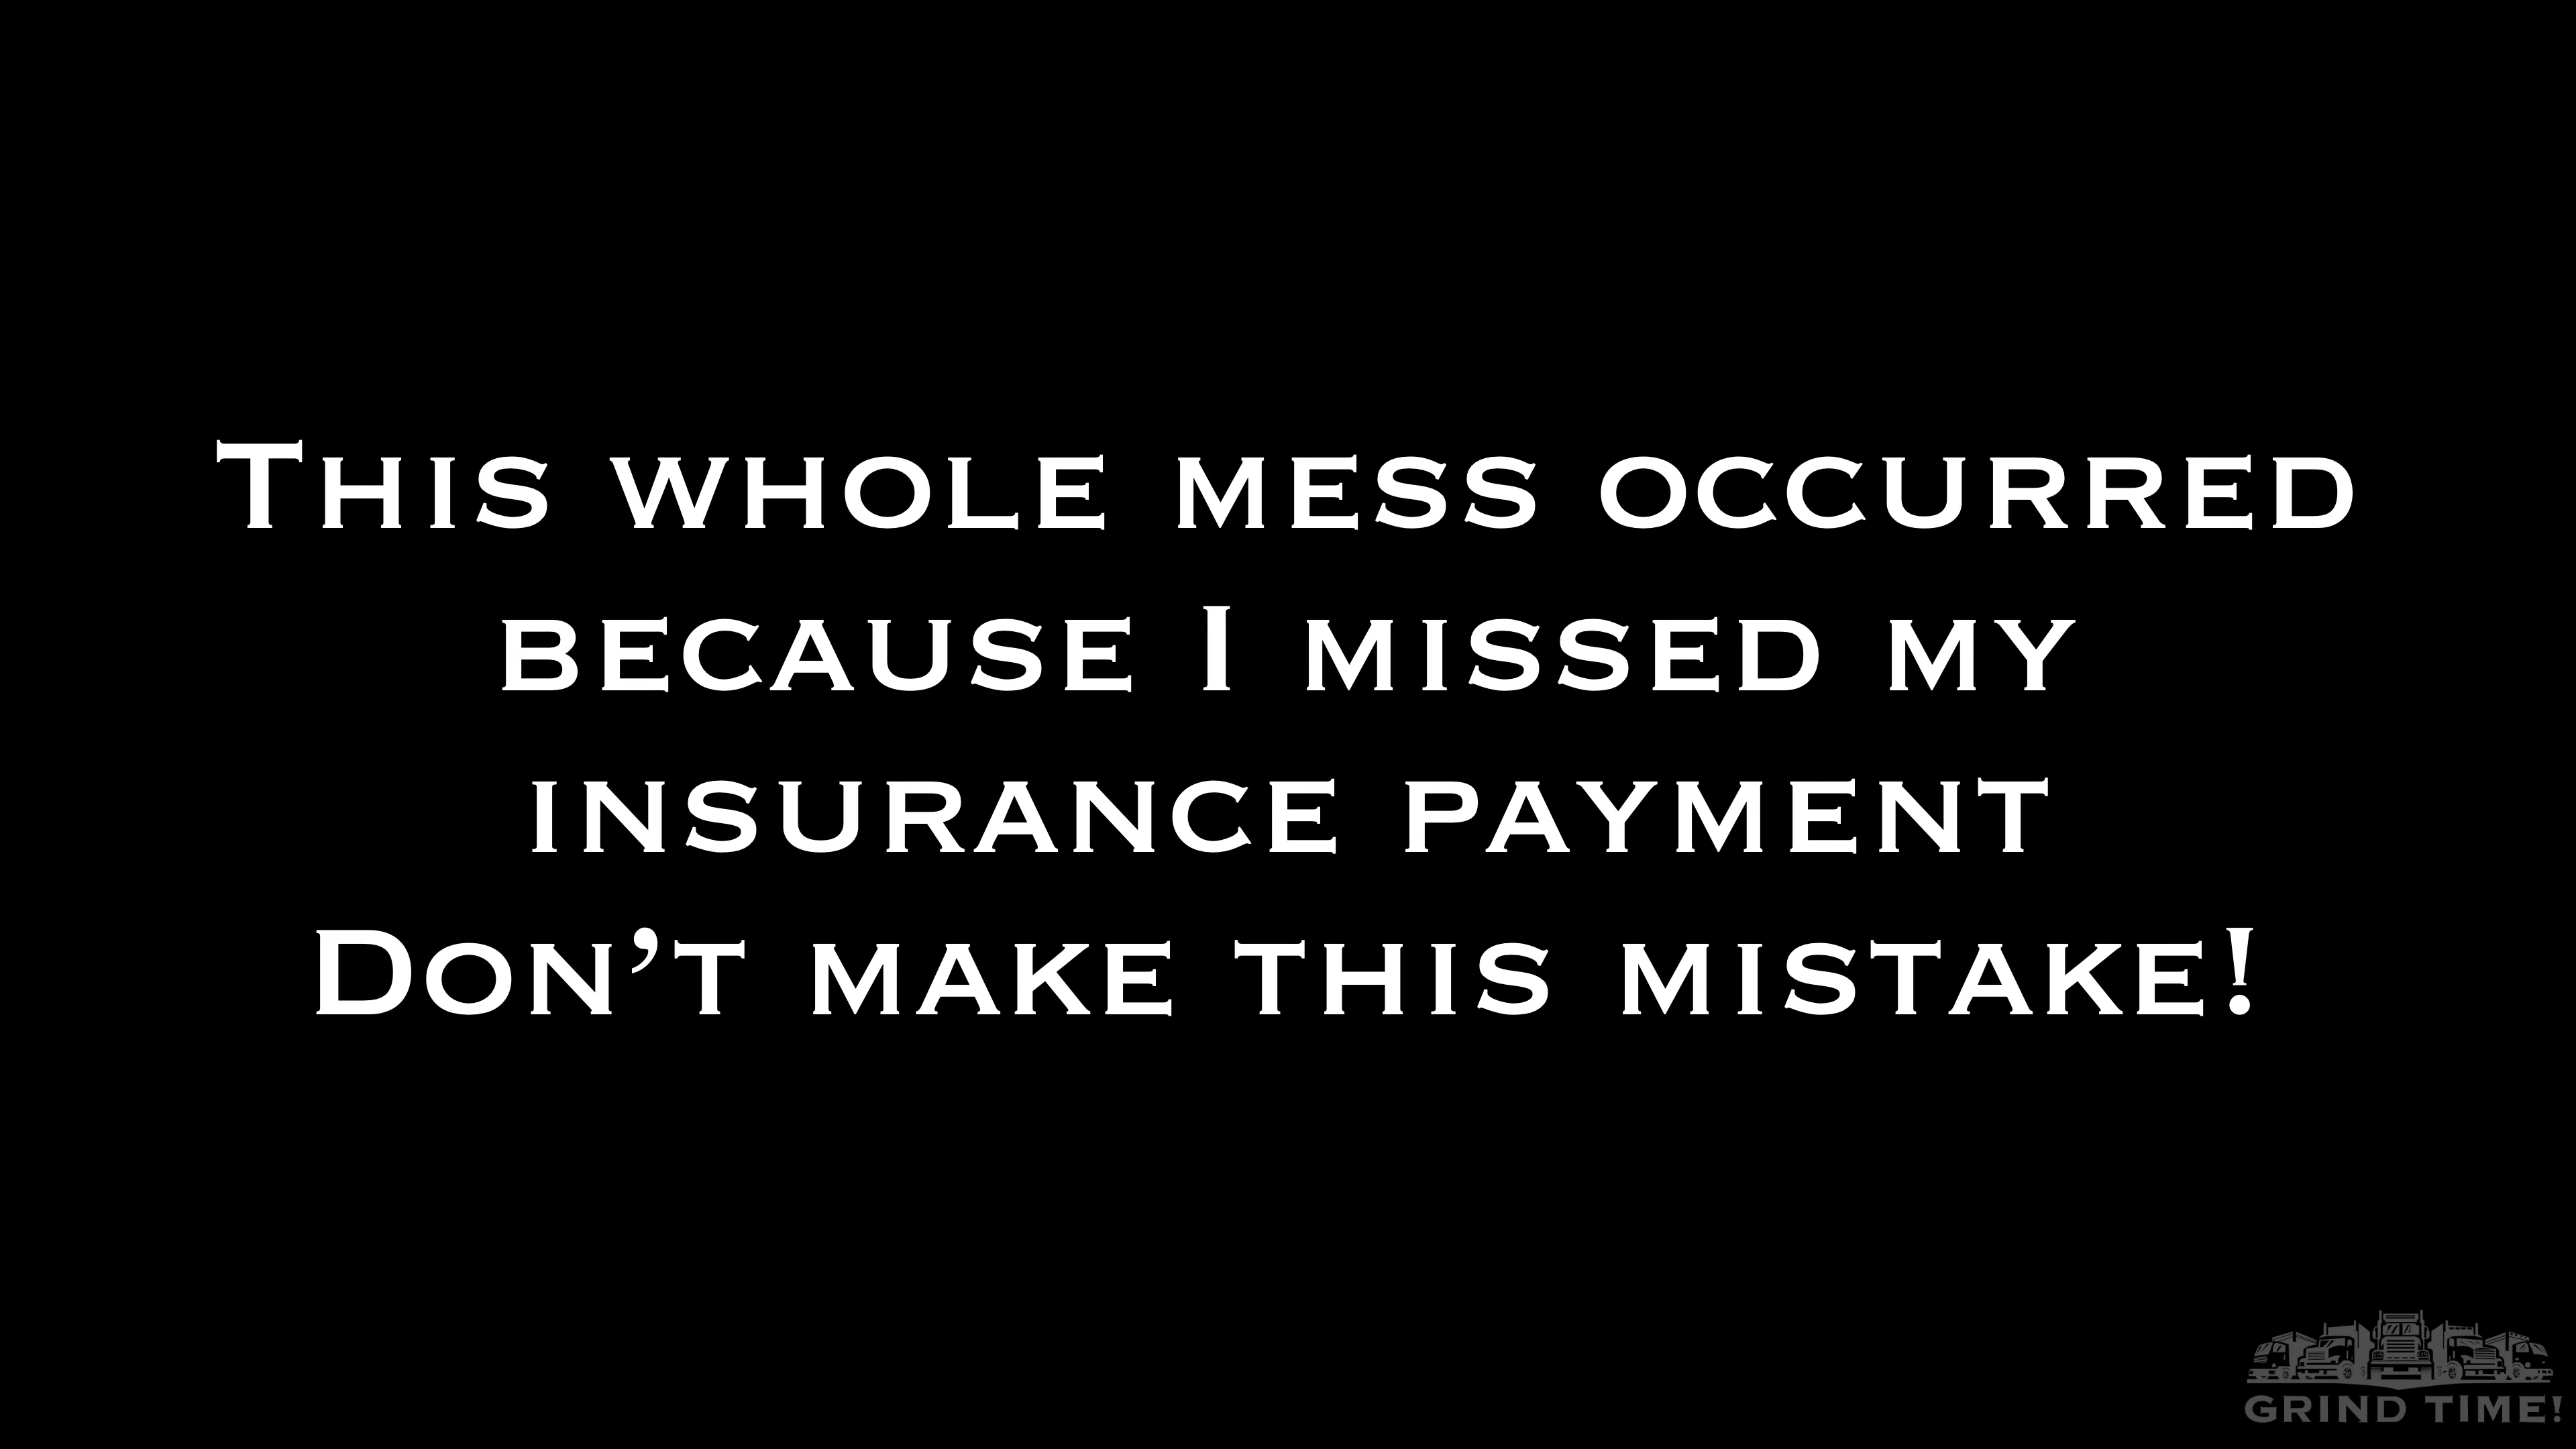 This whole mess occurred
because I missed my
insurance payment
Don’t make this mistake!
GRIND TIME!